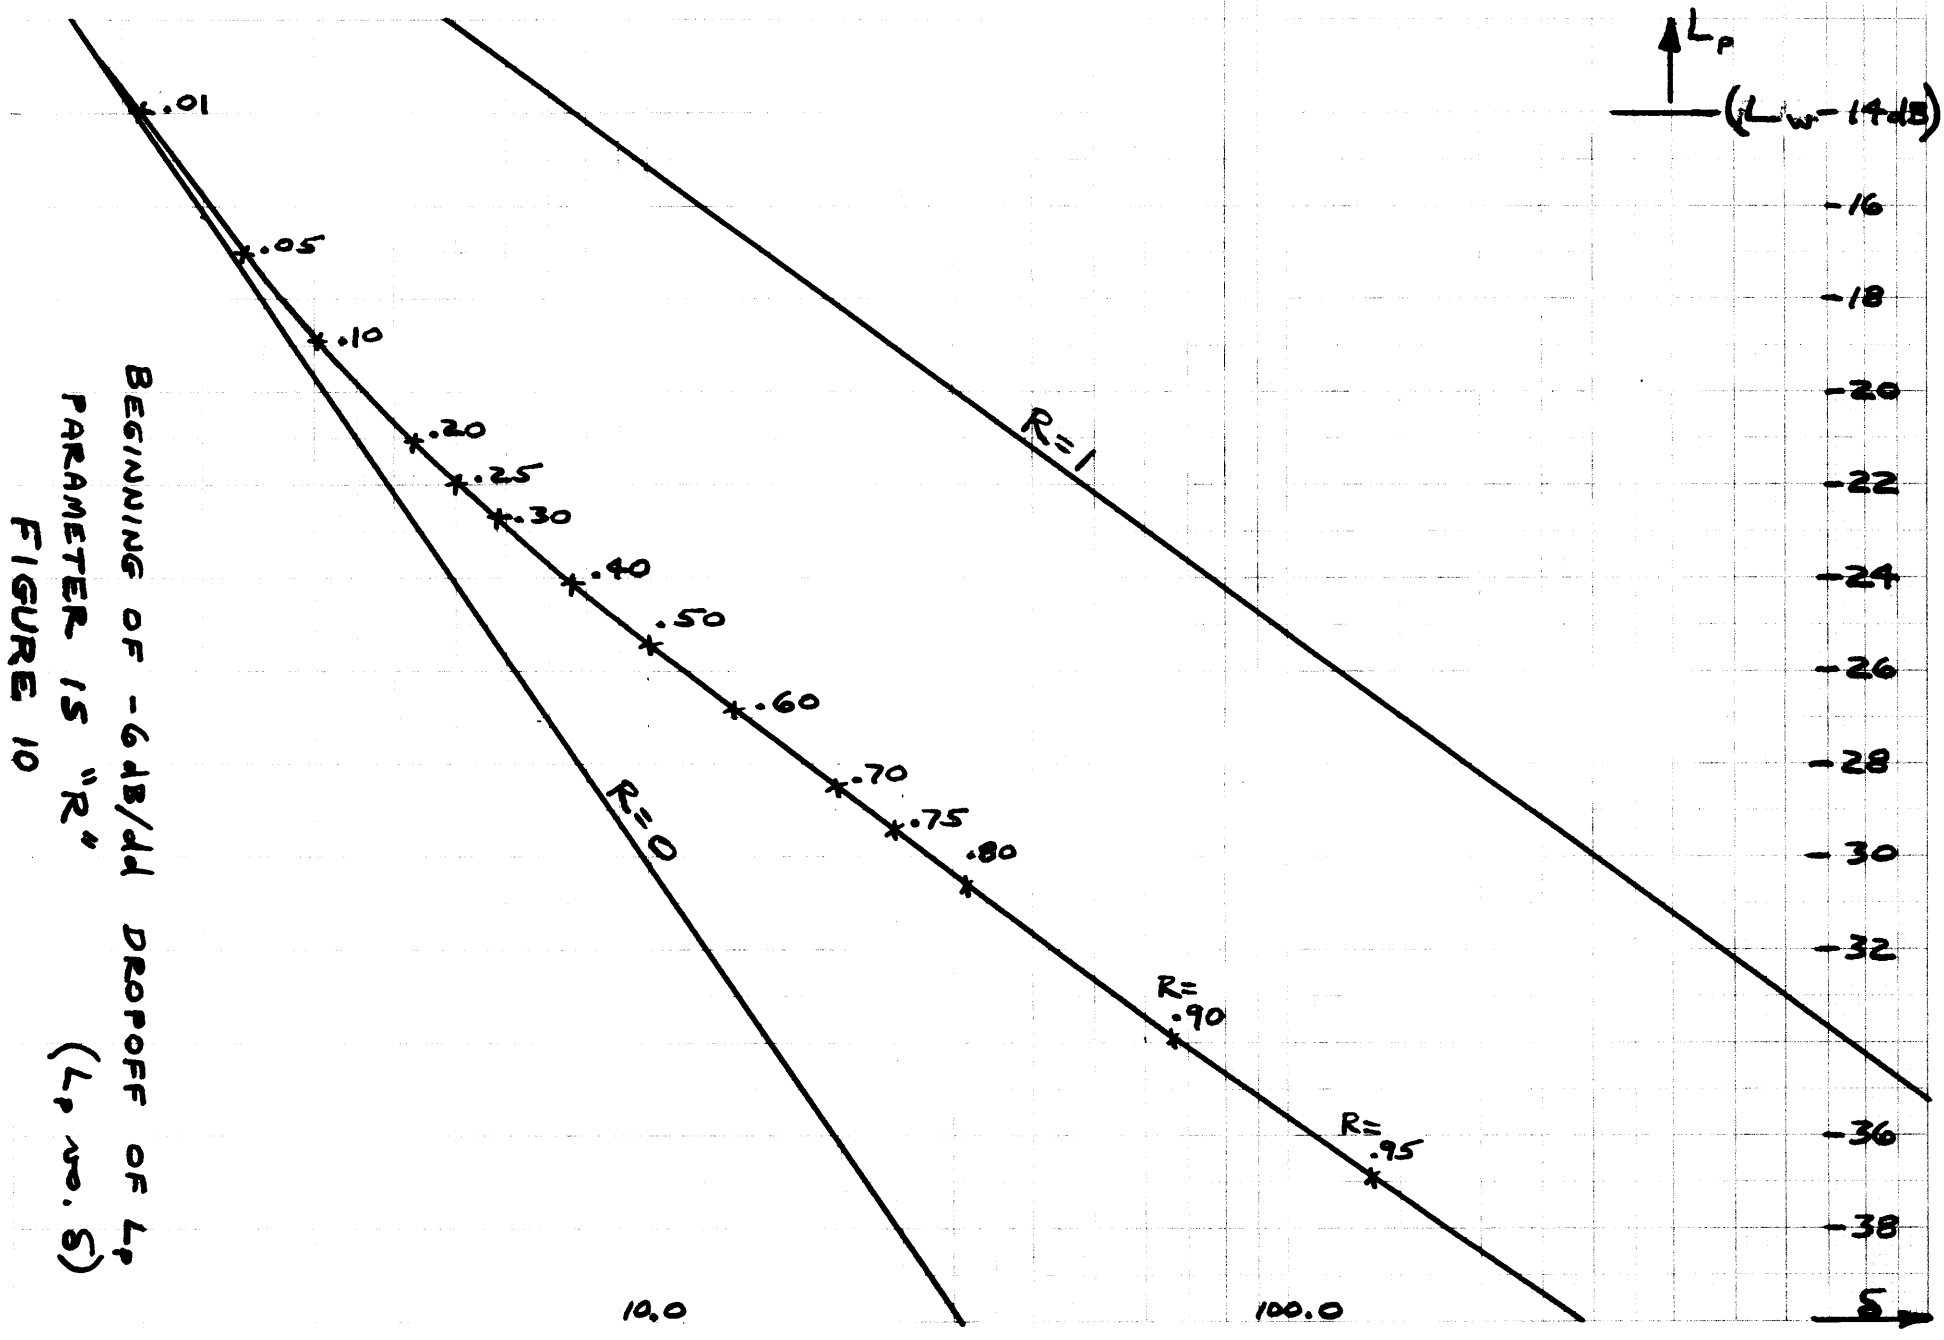 Lp
(Lw - 14dB)
-16
-18
-20
-22
-24
-26
-28
-30
-32
-36
-38
.01
.05
.10
.20
.25
.30
.40
.50
.60
.70
.75
.80
R=
.90
R=
.95
R=1
R=0
10.0
100.0
δ
BEGINNING OF -6dB/dd DROPOFF OF Lp
PARAMETER IS "R" (Lp vs. δ)
FIGURE 10